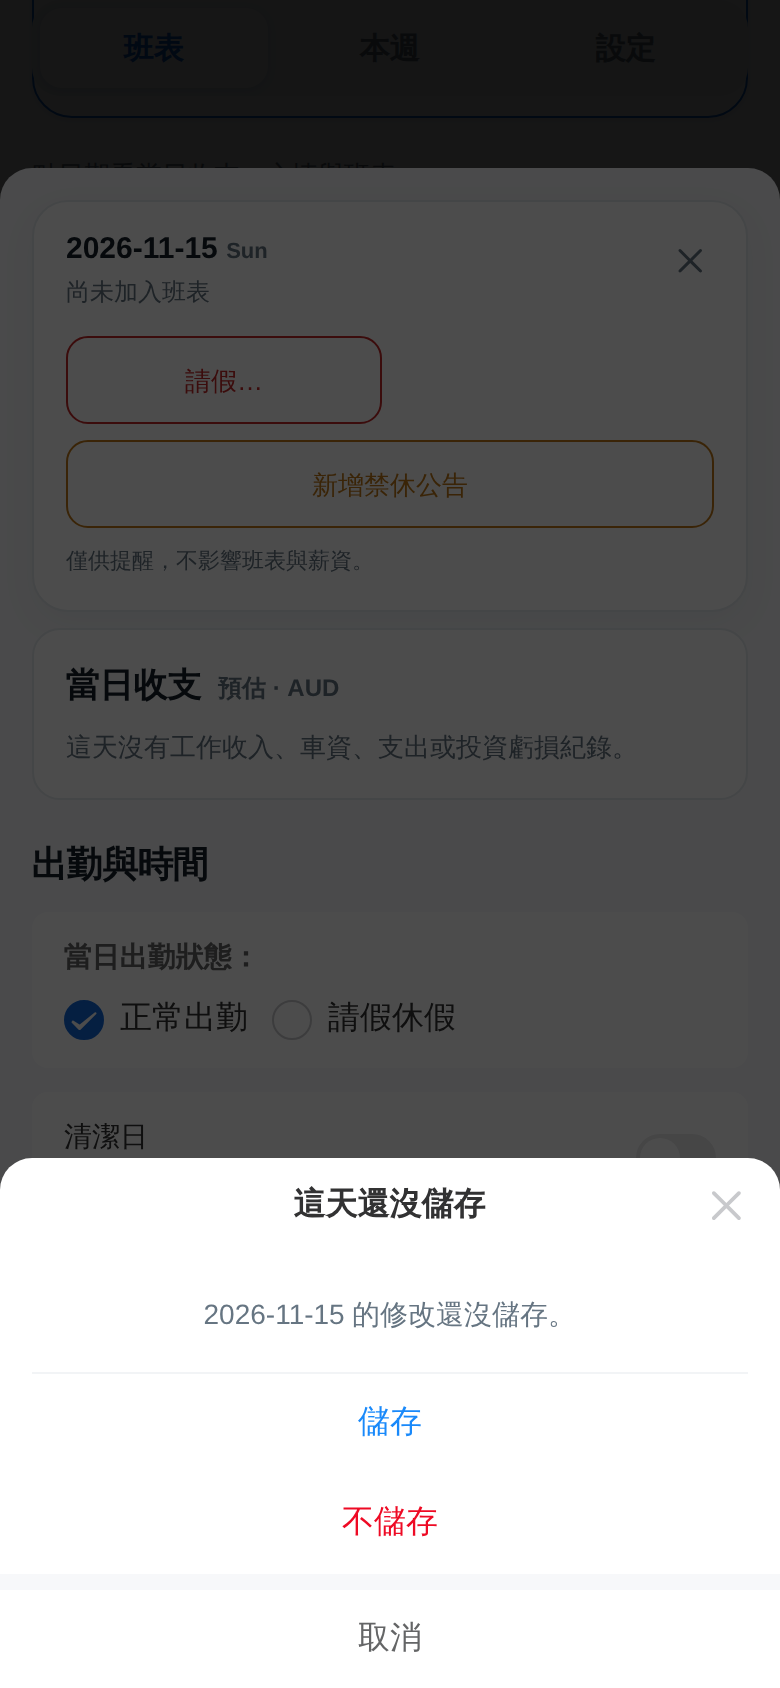 班表
本週
設定
2026-11-15 Sun
尚未加入班表
請假…
新增禁休公告
僅供提醒，不影響班表與薪資。
當日收支 預估 · AUD
這天沒有工作收入、車資、支出或投資虧損紀錄。
出勤與時間
當日出勤狀態：
正常出勤 請假休假
清潔日
這天還沒儲存
2026-11-15 的修改還沒儲存。
儲存
不儲存
取消